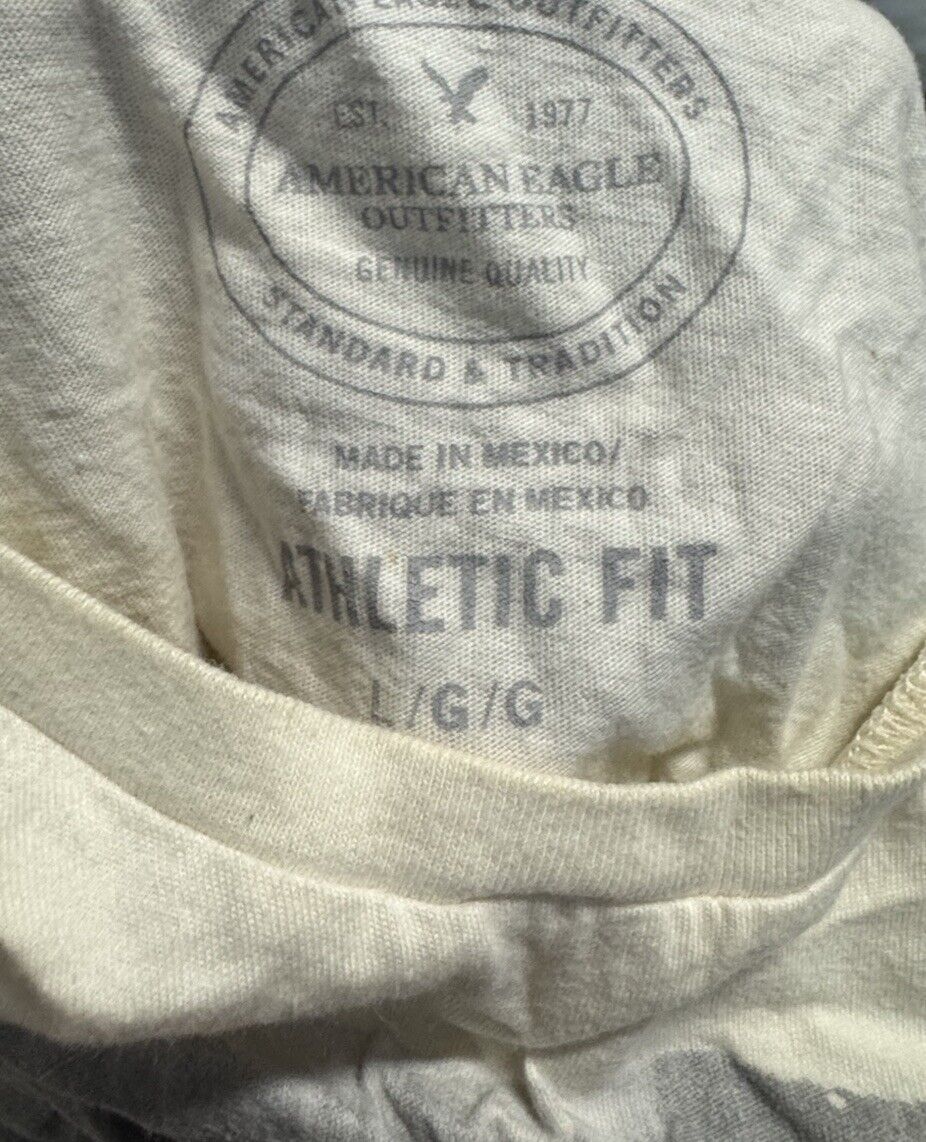 AMERICAN EAGLE OUTFITTERS
EST. 1977
AMERICAN EAGLE
OUTFITTERS
GENUINE QUALITY
STANDARD & TRADITION
MADE IN MEXICO/
FABRIQUE EN MEXICO
ATHLETIC FIT
L/G/G